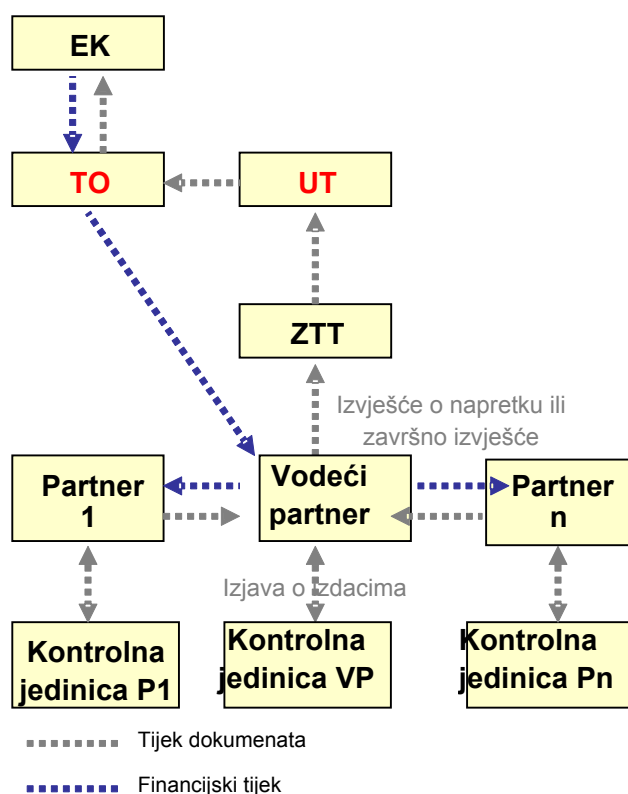 EK
TO
UT
ZTT
Izvješće o napretku ili
završno izvješće
Partner
1
Vodeći
partner
Partner
n
Izjava o izdacima
Kontrolna
jedinica P1
Kontrolna
jedinica VP
Kontrolna
jedinica Pn
Tijek dokumenata
Financijski tijek